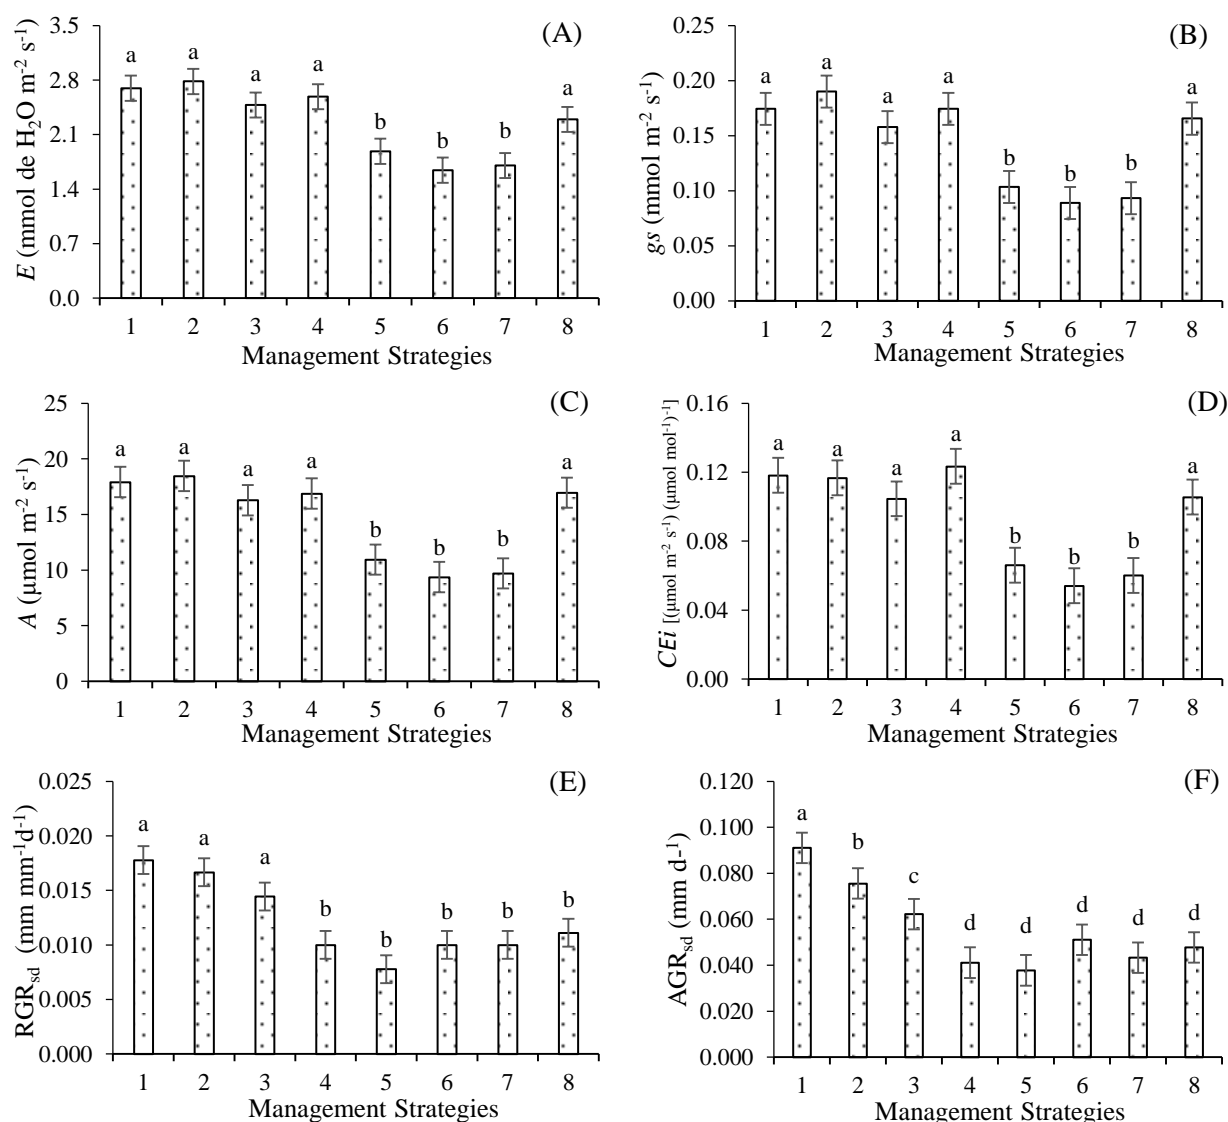 (A)
E (mmol de H₂O m⁻² s⁻¹)
3.5
2.8
2.1
1.4
0.7
0.0
a a a a b b b a
1 2 3 4 5 6 7 8
Management Strategies
(B)
gs (mmol m⁻² s⁻¹)
0.25
0.20
0.15
0.10
0.05
0.00
a a a a b b b a
1 2 3 4 5 6 7 8
Management Strategies
(C)
A (µmol m⁻² s⁻¹)
25
20
15
10
5
0
a a a a b b b a
1 2 3 4 5 6 7 8
Management Strategies
(D)
CEi [(µmol m⁻² s⁻¹) (µmol mol⁻¹)⁻¹]
0.16
0.12
0.08
0.04
0.00
a a a a b b b a
1 2 3 4 5 6 7 8
Management Strategies
(E)
RGRsd (mm mm⁻¹d⁻¹)
0.025
0.020
0.015
0.010
0.005
0.000
a a a b b b b b
1 2 3 4 5 6 7 8
Management Strategies
(F)
AGRsd (mm d-¹)
0.120
0.100
0.080
0.060
0.040
0.020
0.000
a b c d d d d d
1 2 3 4 5 6 7 8
Management Strategies